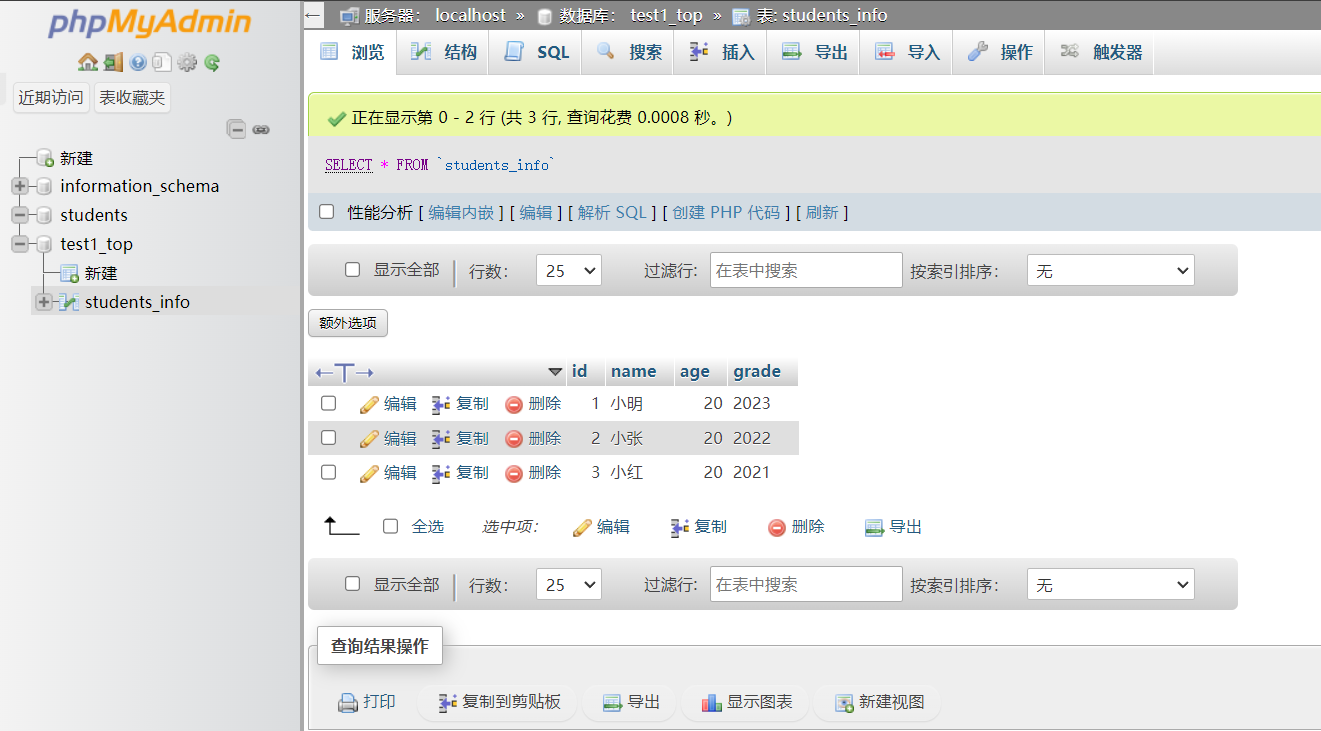 phpMyAdmin
近期访问 表收藏夹
新建
information_schema
students
test1_top
新建
students_info
← 服务器: localhost » 数据库: test1_top » 表: students_info
浏览 结构 SQL 搜索 插入 导出 导入 操作 触发器
正在显示第 0 - 2 行 (共 3 行, 查询花费 0.0008 秒。)
SELECT * FROM `students_info`
性能分析 [ 编辑内嵌 ] [ 编辑 ] [ 解析 SQL ] [ 创建 PHP 代码 ] [ 刷新 ]
显示全部 行数: 25 过滤行: 在表中搜索 按索引排序: 无
额外选项
←T→ id name age grade
编辑 复制 删除 1 小明 20 2023
编辑 复制 删除 2 小张 20 2022
编辑 复制 删除 3 小红 20 2021
全选 选中项: 编辑 复制 删除 导出
显示全部 行数: 25 过滤行: 在表中搜索 按索引排序: 无
查询结果操作
打印 复制到剪贴板 导出 显示图表 新建视图